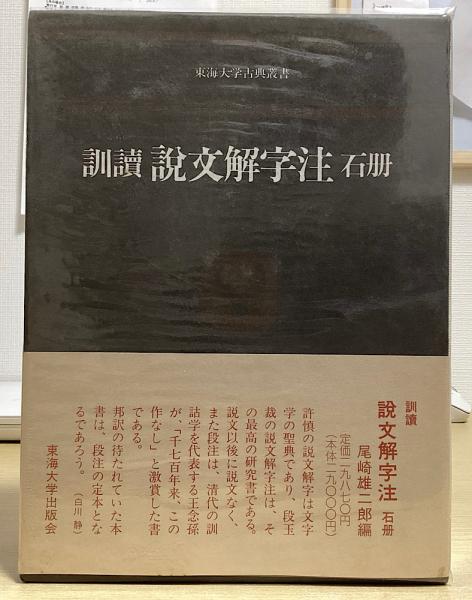 東海大学古典叢書
訓讀 說文解字注 石册
訓讀
說文解字注 石册
尾崎雄二郎編
定価一九八七〇円
(本体一九〇〇〇円)
許慎の説文解字は文字
学の聖典であり、段玉
裁の説文解字注は、そ
の最高の研究書である。
説文以後に説文なく、
また段注は、清代の訓
詁学を代表する王念孫
が、「千七百年来、この
作なし」と激賞した書
である。
邦訳の待たれていた本
書は、段注の定本とな
るであろう。
(白川 静)
東海大学出版会